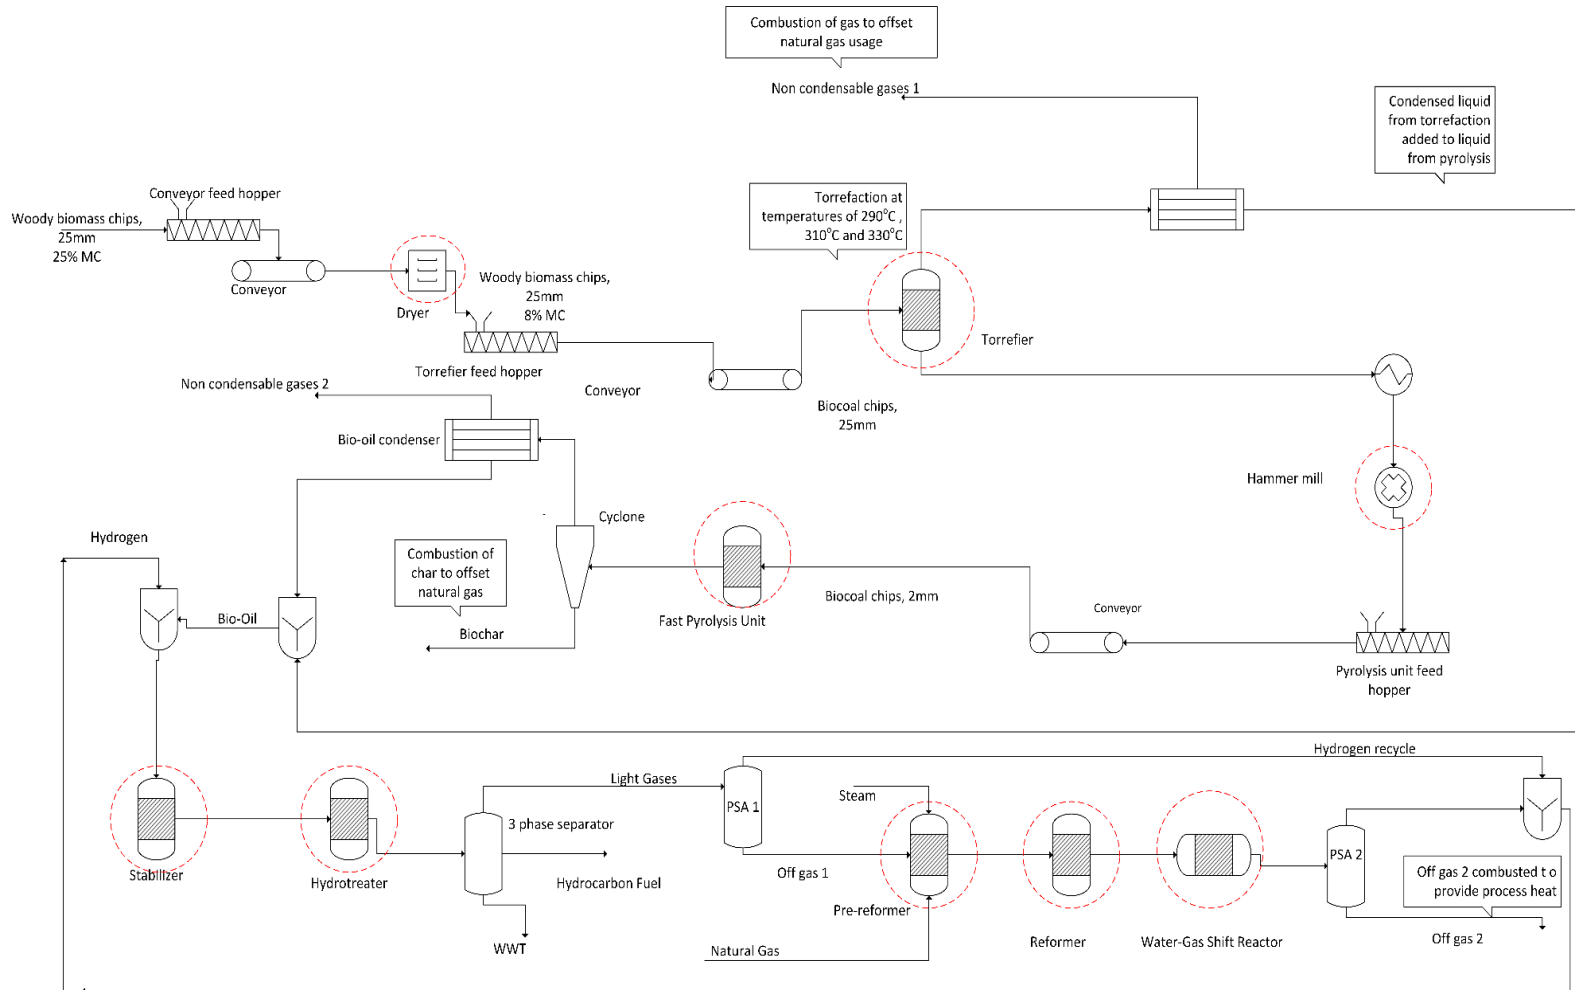 Combustion of gas to offset
natural gas usage
Non condensable gases 1
Condensed liquid
from torrefaction
added to liquid
from pyrolysis
Conveyor feed hopper
Woody biomass chips,
25mm
25% MC
Conveyor
Dryer
Woody biomass chips,
25mm
8% MC
Torrefier feed hopper
Torrefaction at
temperatures of 290°C ,
310°C and 330°C
Torrefier
Conveyor
Biocoal chips,
25mm
Non condensable gases 2
Bio-oil condenser
Hammer mill
Cyclone
Hydrogen
Combustion of
char to offset
natural gas
Bio-Oil
Biochar
Fast Pyrolysis Unit
Biocoal chips, 2mm
Conveyor
Pyrolysis unit feed
hopper
Hydrogen recycle
Light Gases
PSA 1
Steam
3 phase separator
Stabilizer
Hydrotreater
Hydrocarbon Fuel
WWT
Off gas 1
Pre-reformer
Natural Gas
Reformer
Water-Gas Shift Reactor
PSA 2
Off gas 2 combusted t o
provide process heat
Off gas 2